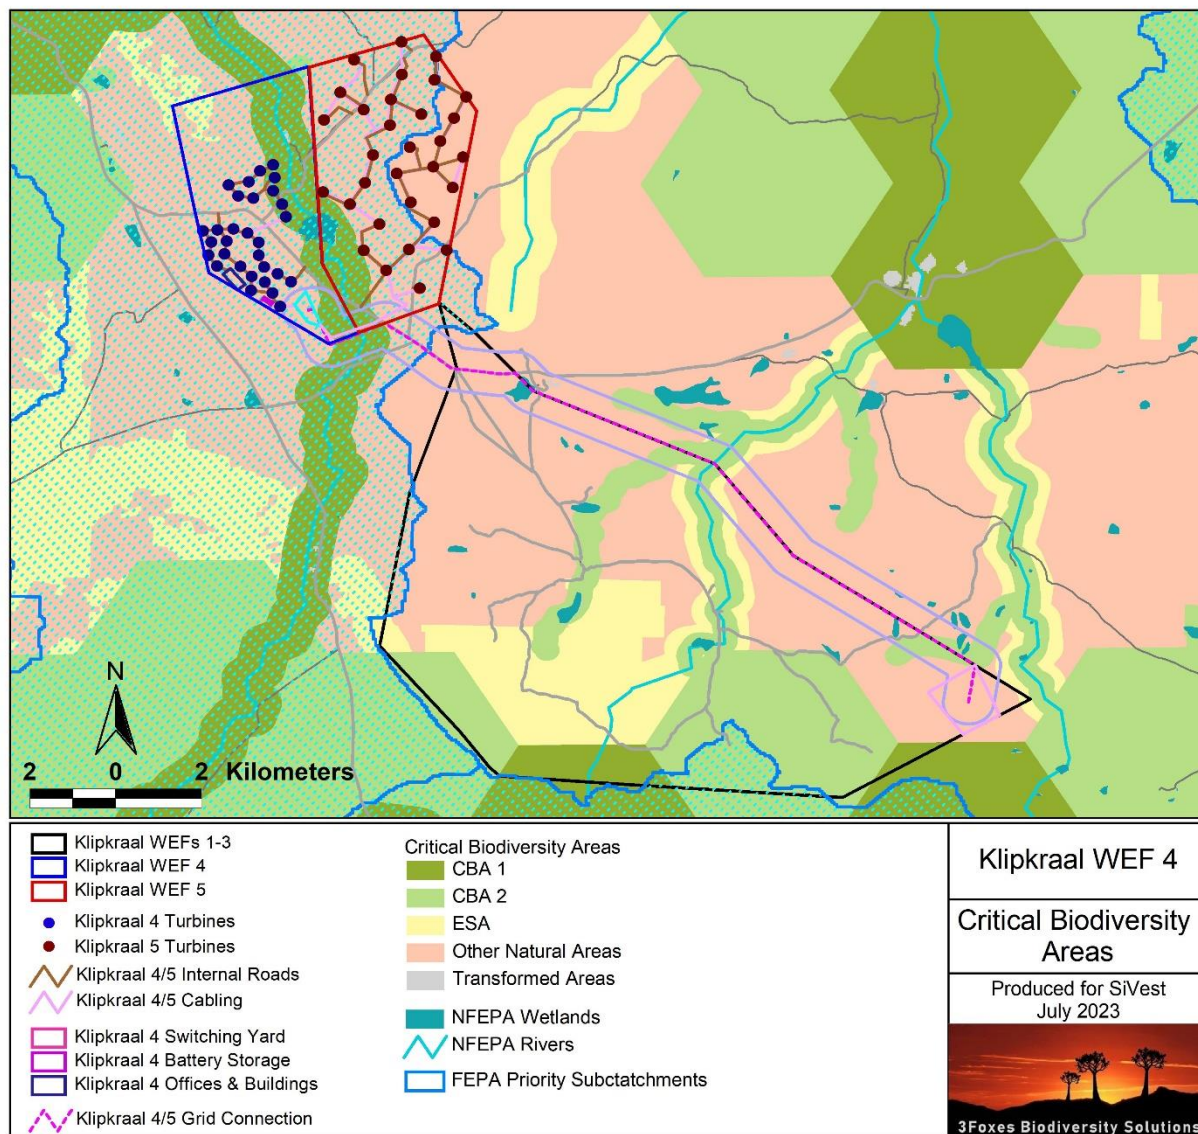 N
2 0 2 Kilometers
Klipkraal WEFs 1-3
Klipkraal WEF 4
Klipkraal WEF 5
Klipkraal 4 Turbines
Klipkraal 5 Turbines
Klipkraal 4/5 Internal Roads
Klipkraal 4/5 Cabling
Klipkraal 4 Switching Yard
Klipkraal 4 Battery Storage
Klipkraal 4 Offices & Buildings
Klipkraal 4/5 Grid Connection
Critical Biodiversity Areas
CBA 1
CBA 2
ESA
Other Natural Areas
Transformed Areas
NFEPA Wetlands
NFEPA Rivers
FEPA Priority Subctatchments
Klipkraal WEF 4
Critical Biodiversity
Areas
Produced for SiVest
July 2023
3Foxes Biodiversity Solutions